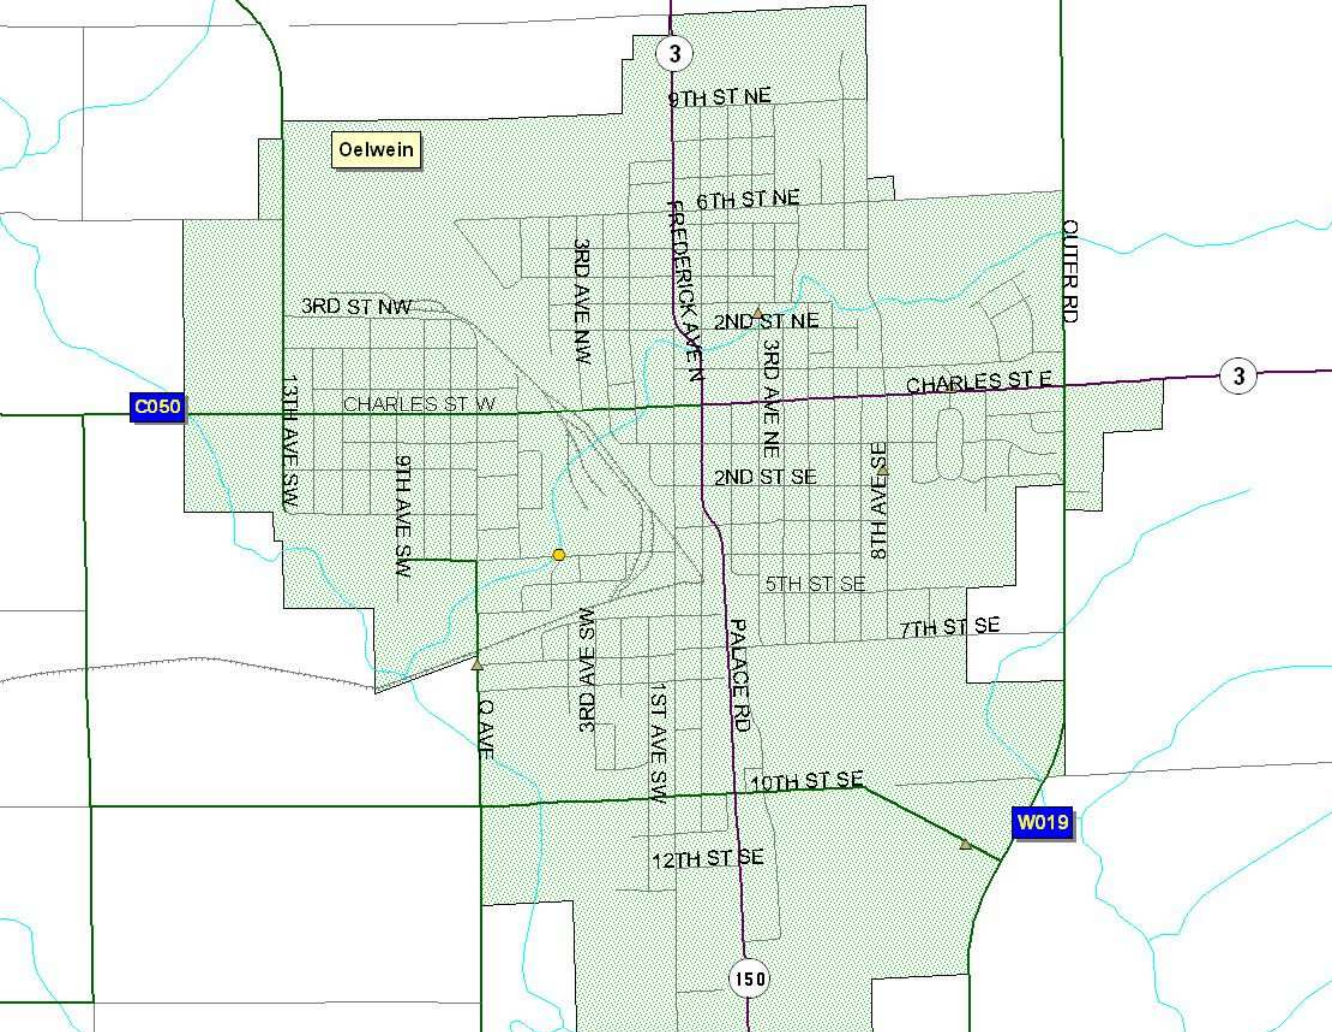 3
9TH ST NE
Oelwein
6TH ST NE
FREDERICK AVE N
OUTER RD
3RD AVE NW
3RD ST NW
2ND ST NE
3RD AVE NE
CHARLES ST E
3
C050
13TH AVE SW
CHARLES ST W
9TH AVE SW
2ND ST SE
8TH AVE SE
5TH ST SE
3RD AVE SW
PALACE RD
7TH ST SE
Q AVE
1ST AVE SW
10TH ST SE
W019
12TH ST SE
150